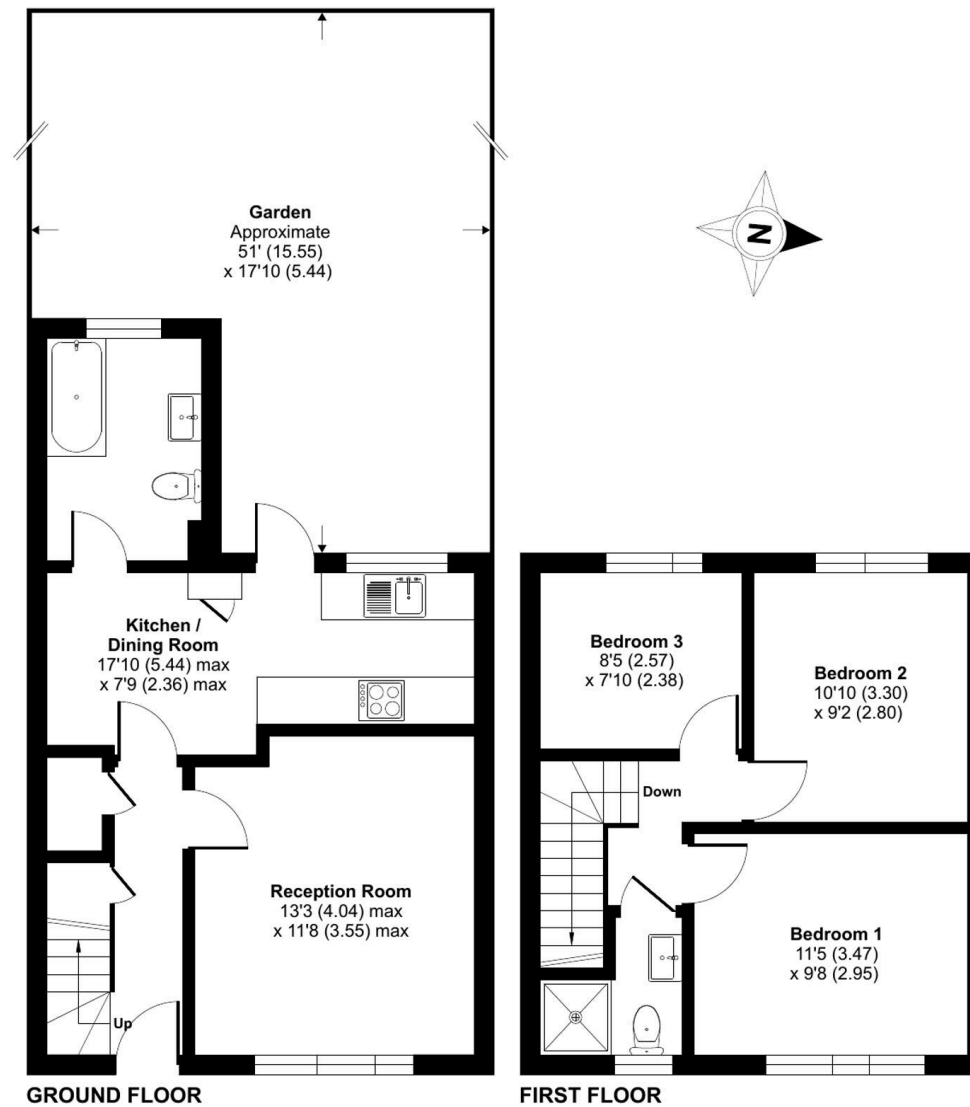 Garden
Approximate
51' (15.55)
x 17'10 (5.44)
N
Kitchen /
Dining Room
17'10 (5.44) max
x 7'9 (2.36) max
Reception Room
13'3 (4.04) max
x 11'8 (3.55) max
Up
GROUND FLOOR
Bedroom 3
8'5 (2.57)
x 7'10 (2.38)
Bedroom 2
10'10 (3.30)
x 9'2 (2.80)
Down
Bedroom 1
11'5 (3.47)
x 9'8 (2.95)
FIRST FLOOR